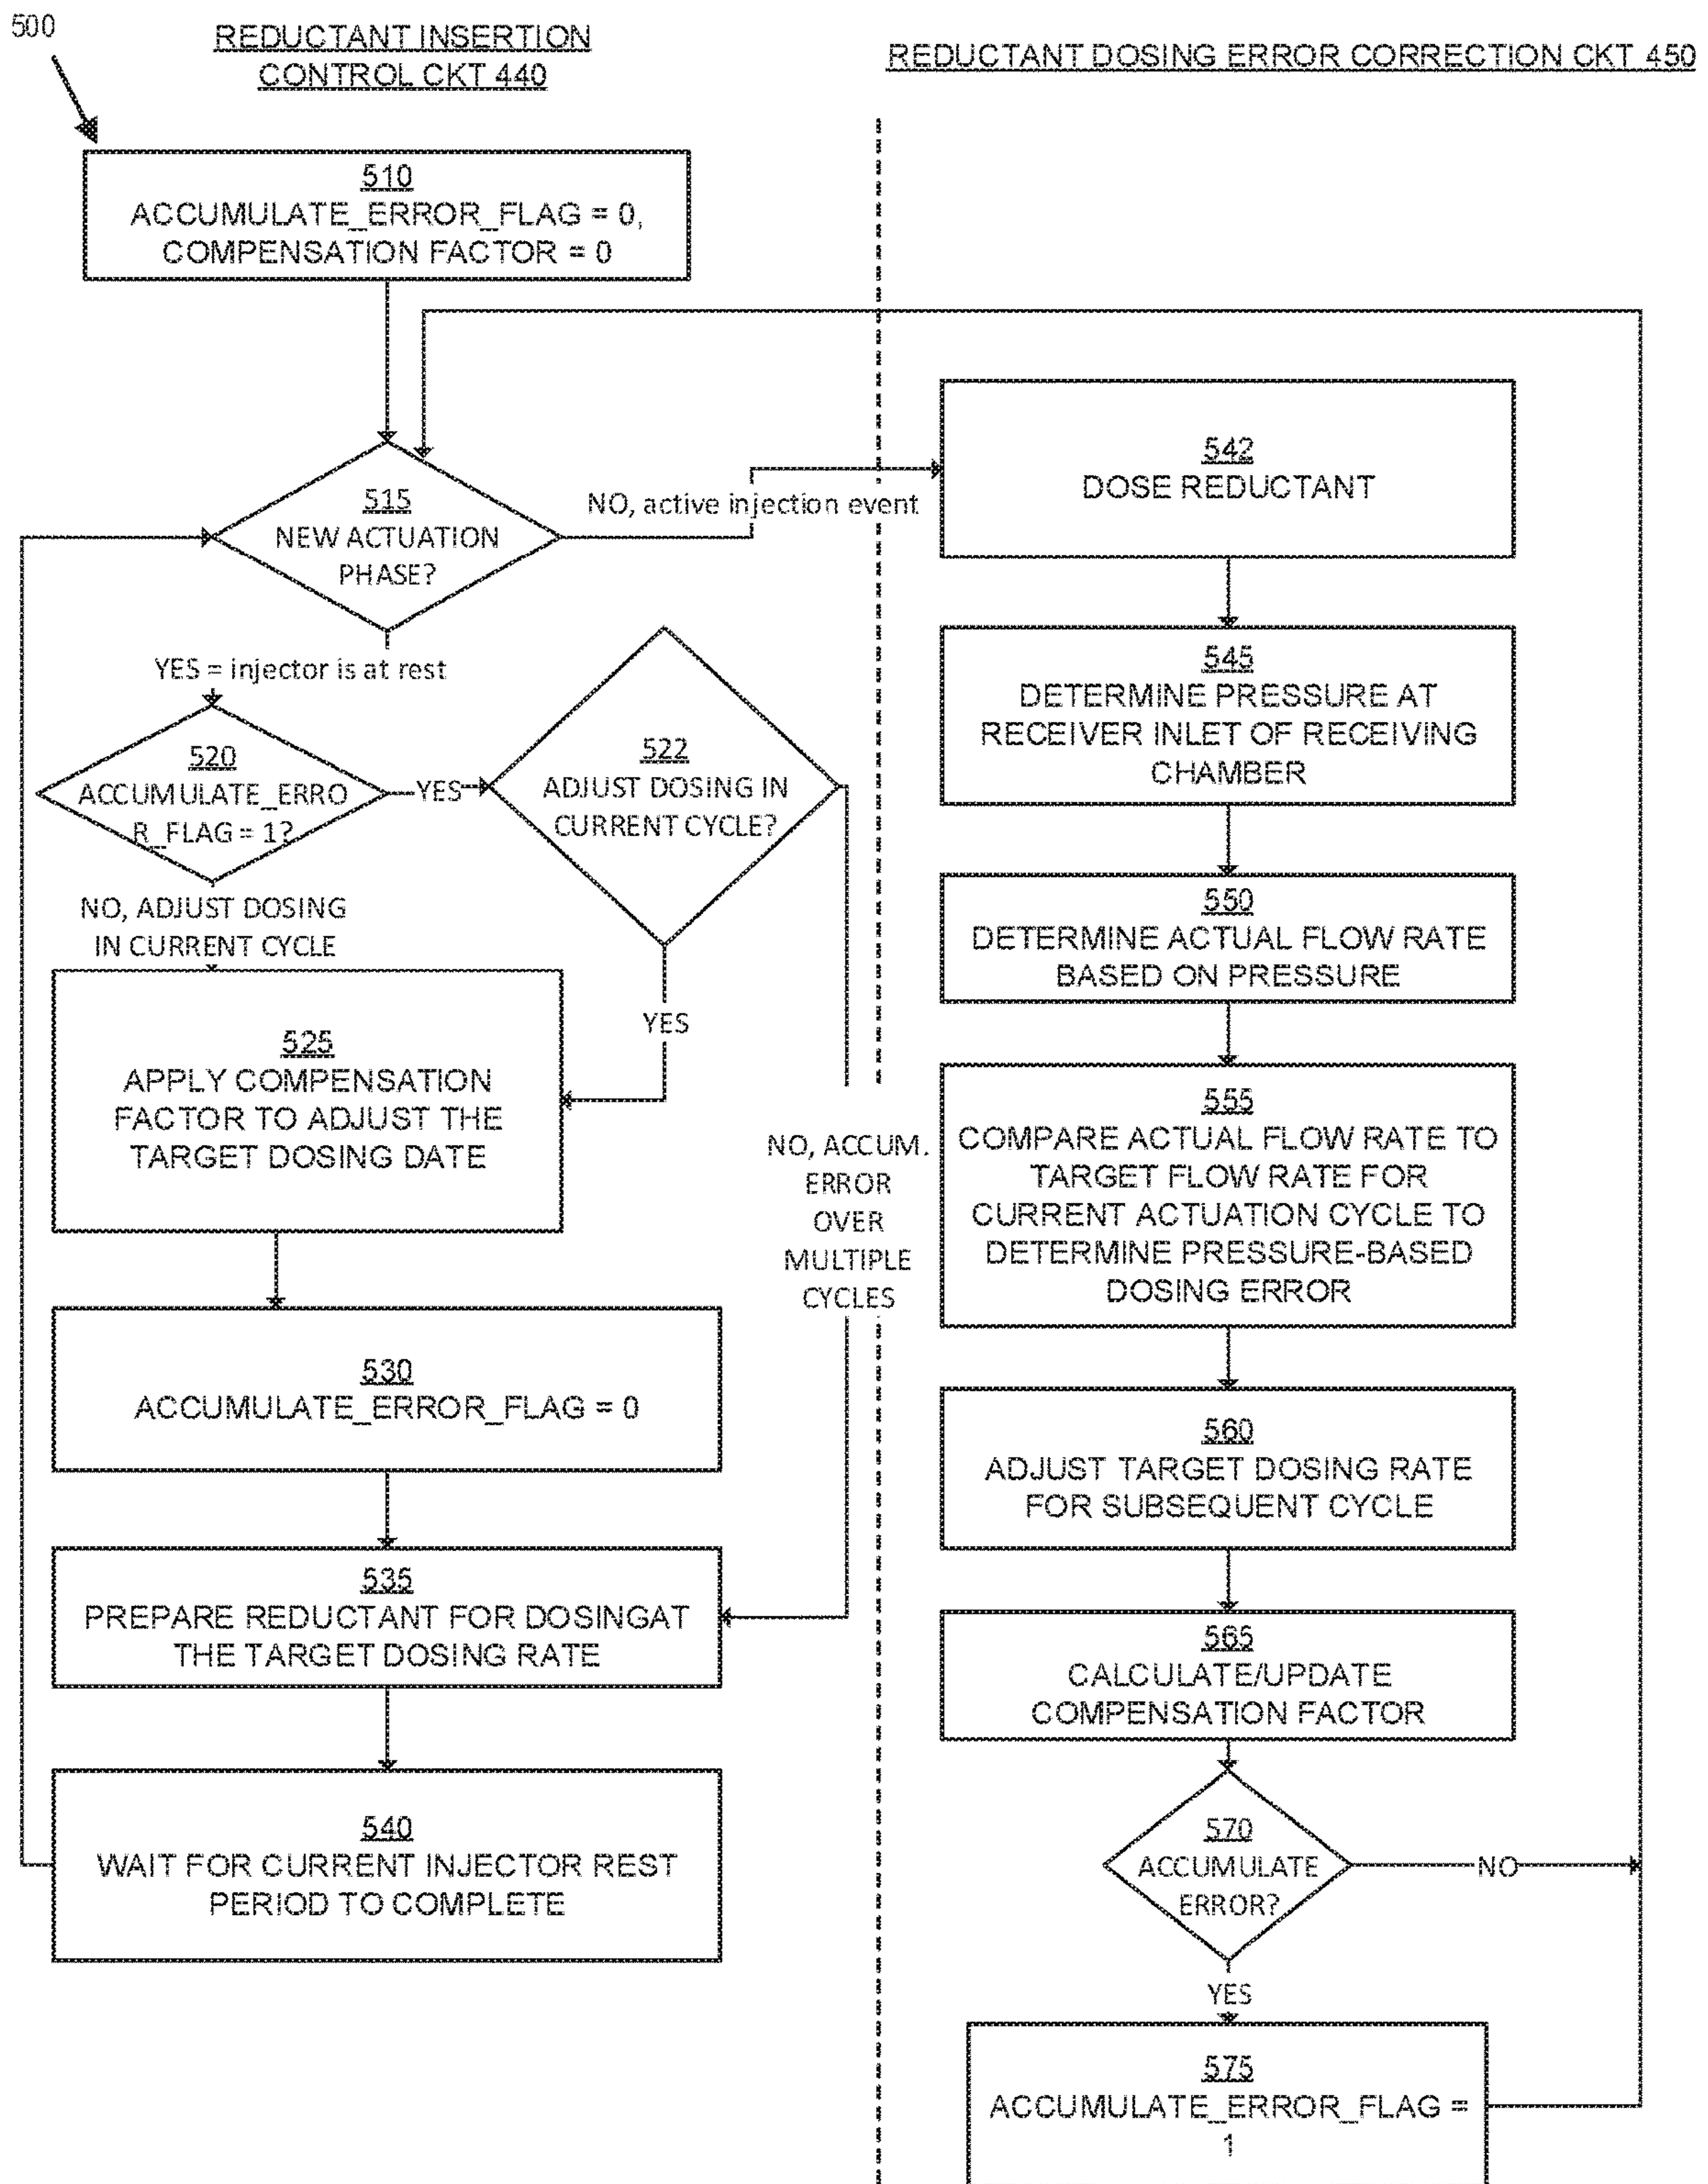 500
REDUCTANT INSERTION
CONTROL CKT 440
REDUCTANT DOSING ERROR CORRECTION CKT 450
510
ACCUMULATE_ERROR_FLAG = 0,
COMPENSATION FACTOR = 0
515
NEW ACTUATION
PHASE?
NO, active injection event
YES = injector is at rest
520
ACCUMULATE_ERRO
R_FLAG = 1?
YES
522
ADJUST DOSING IN
CURRENT CYCLE?
NO, ADJUST DOSING
IN CURRENT CYCLE
YES
525
APPLY COMPENSATION
FACTOR TO ADJUST THE
TARGET DOSING DATE
NO, ACCUM.
ERROR
OVER
MULTIPLE
CYCLES
530
ACCUMULATE_ERROR_FLAG = 0
535
PREPARE REDUCTANT FOR DOSINGAT
THE TARGET DOSING RATE
540
WAIT FOR CURRENT INJECTOR REST
PERIOD TO COMPLETE
542
DOSE REDUCTANT
545
DETERMINE PRESSURE AT
RECEIVER INLET OF RECEIVING
CHAMBER
550
DETERMINE ACTUAL FLOW RATE
BASED ON PRESSURE
555
COMPARE ACTUAL FLOW RATE TO
TARGET FLOW RATE FOR
CURRENT ACTUATION CYCLE TO
DETERMINE PRESSURE-BASED
DOSING ERROR
560
ADJUST TARGET DOSING RATE
FOR SUBSEQUENT CYCLE
565
CALCULATE/UPDATE
COMPENSATION FACTOR
570
ACCUMULATE
ERROR?
NO
YES
575
ACCUMULATE_ERROR_FLAG =
1